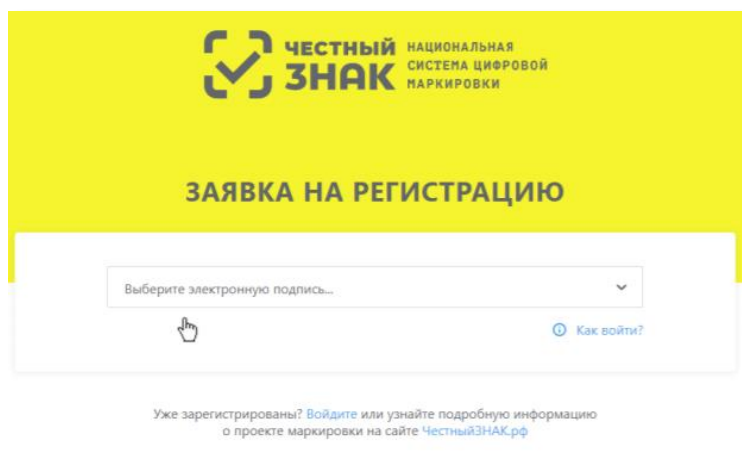 ЧЕСТНЫЙ
ЗНАК
НАЦИОНАЛЬНАЯ
СИСТЕМА ЦИФРОВОЙ
МАРКИРОВКИ
ЗАЯВКА НА РЕГИСТРАЦИЮ
Выберите электронную подпись...
Как войти?
Уже зарегистрированы? Войдите или узнайте подробную информацию
о проекте маркировки на сайте ЧестныйЗНАК.рф